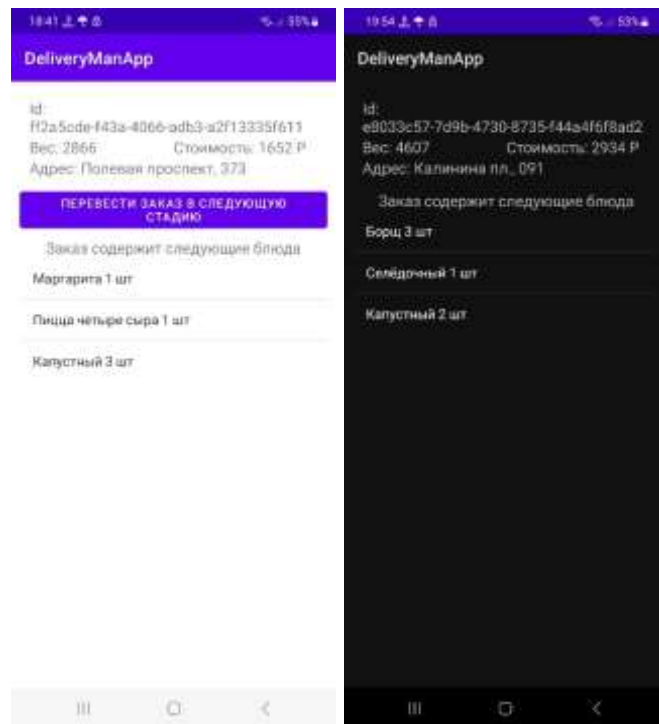 18:41
55%
DeliveryManApp
Id:
ff2a5cde-f43a-4066-adb3-a2f13335f611
Вес: 2866 Стоимость: 1652 Р
Адрес: Полевая проспект, 373
ПЕРЕВЕСТИ ЗАКАЗ В СЛЕДУЮЩУЮ
СТАДИЮ
Заказ содержит следующие блюда
Маргарита 1 шт
Пицца четыре сыра 1 шт
Капустный 3 шт
19:54
53%
DeliveryManApp
Id:
e8033c57-7d9b-4730-8735-f44a4f6f8ad2
Вес: 4607 Стоимость: 2934 Р
Адрес: Калинина пл., 091
Заказ содержит следующие блюда
Борщ 3 шт
Селёдочный 1 шт
Капустный 2 шт